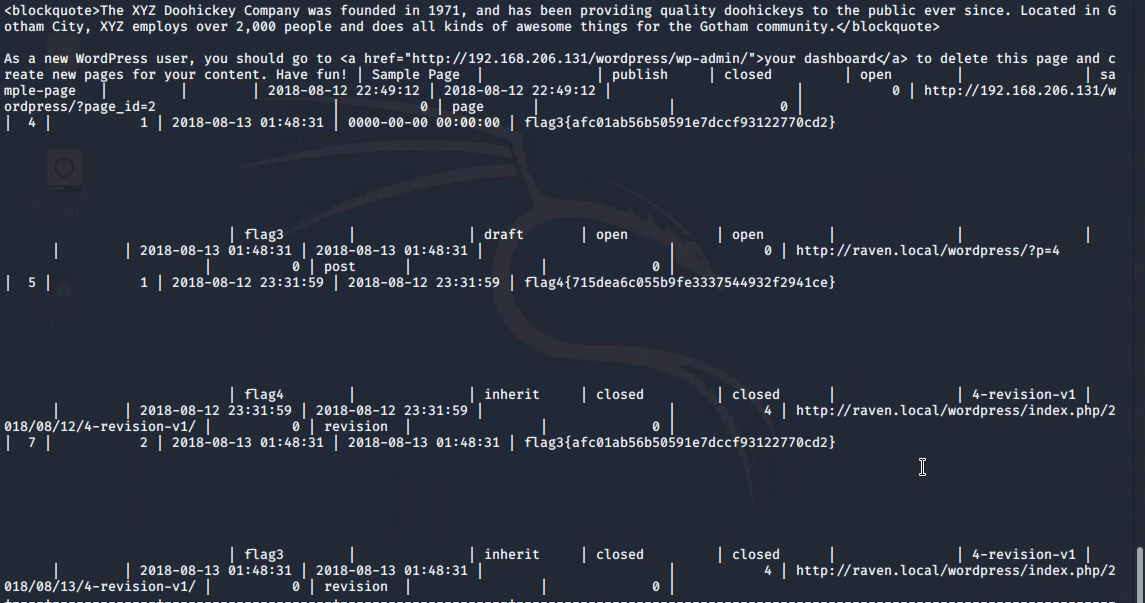 <blockquote>The XYZ Doohickey Company was founded in 1971, and has been providing quality doohickeys to the public ever since. Located in G
otham City, XYZ employs over 2,000 people and does all kinds of awesome things for the Gotham community.</blockquote>
As a new WordPress user, you should go to <a href="http://192.168.206.131/wordpress/wp-admin/">your dashboard</a> to delete this page and c
reate new pages for your content. Have fun! | Sample Page | | publish | closed | open | | sa
mple-page | | | 2018-08-12 22:49:12 | 2018-08-12 22:49:12 | | 0 | http://192.168.206.131/w
ordpress/?page_id=2 | 0 | page | | 0 |
| 4 | 1 | 2018-08-13 01:48:31 | 0000-00-00 00:00:00 | flag3{afc01ab56b50591e7dccf93122770cd2}
| flag3 | | draft | open | open | | |
| | 2018-08-13 01:48:31 | 2018-08-13 01:48:31 | | 0 | http://raven.local/wordpress/?p=4
| 0 | post | | 0 |
| 5 | 1 | 2018-08-12 23:31:59 | 2018-08-12 23:31:59 | flag4{715dea6c055b9fe3337544932f2941ce}
| flag4 | | inherit | closed | closed | | 4-revision-v1 |
| | 2018-08-12 23:31:59 | 2018-08-12 23:31:59 | | 4 | http://raven.local/wordpress/index.php/2
018/08/12/4-revision-v1/ | 0 | revision | | 0 |
| 7 | 2 | 2018-08-13 01:48:31 | 2018-08-13 01:48:31 | flag3{afc01ab56b50591e7dccf93122770cd2}
| flag3 | | inherit | closed | closed | | 4-revision-v1 |
| | 2018-08-13 01:48:31 | 2018-08-13 01:48:31 | | 4 | http://raven.local/wordpress/index.php/2
018/08/13/4-revision-v1/ | 0 | revision | | 0 |